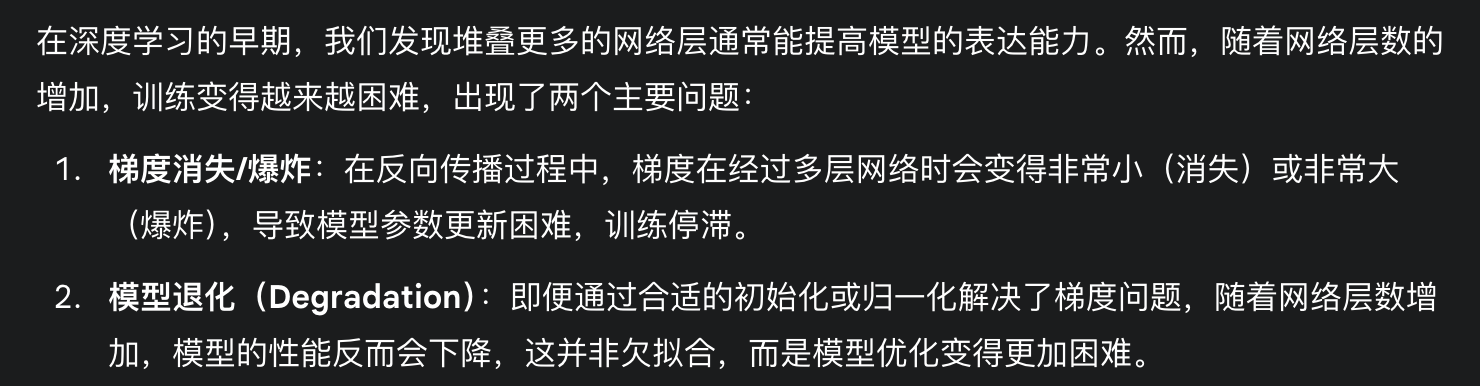 在深度学习的早期，我们发现堆叠更多的网络层通常能提高模型的表达能力。然而，随着网络层数的
增加，训练变得越来越困难，出现了两个主要问题：
1. 梯度消失/爆炸：在反向传播过程中，梯度在经过多层网络时会变得非常小（消失）或非常大
（爆炸），导致模型参数更新困难，训练停滞。
2. 模型退化（Degradation）：即便通过合适的初始化或归一化解决了梯度问题，随着网络层数增
加，模型的性能反而会下降，这并非欠拟合，而是模型优化变得更加困难。